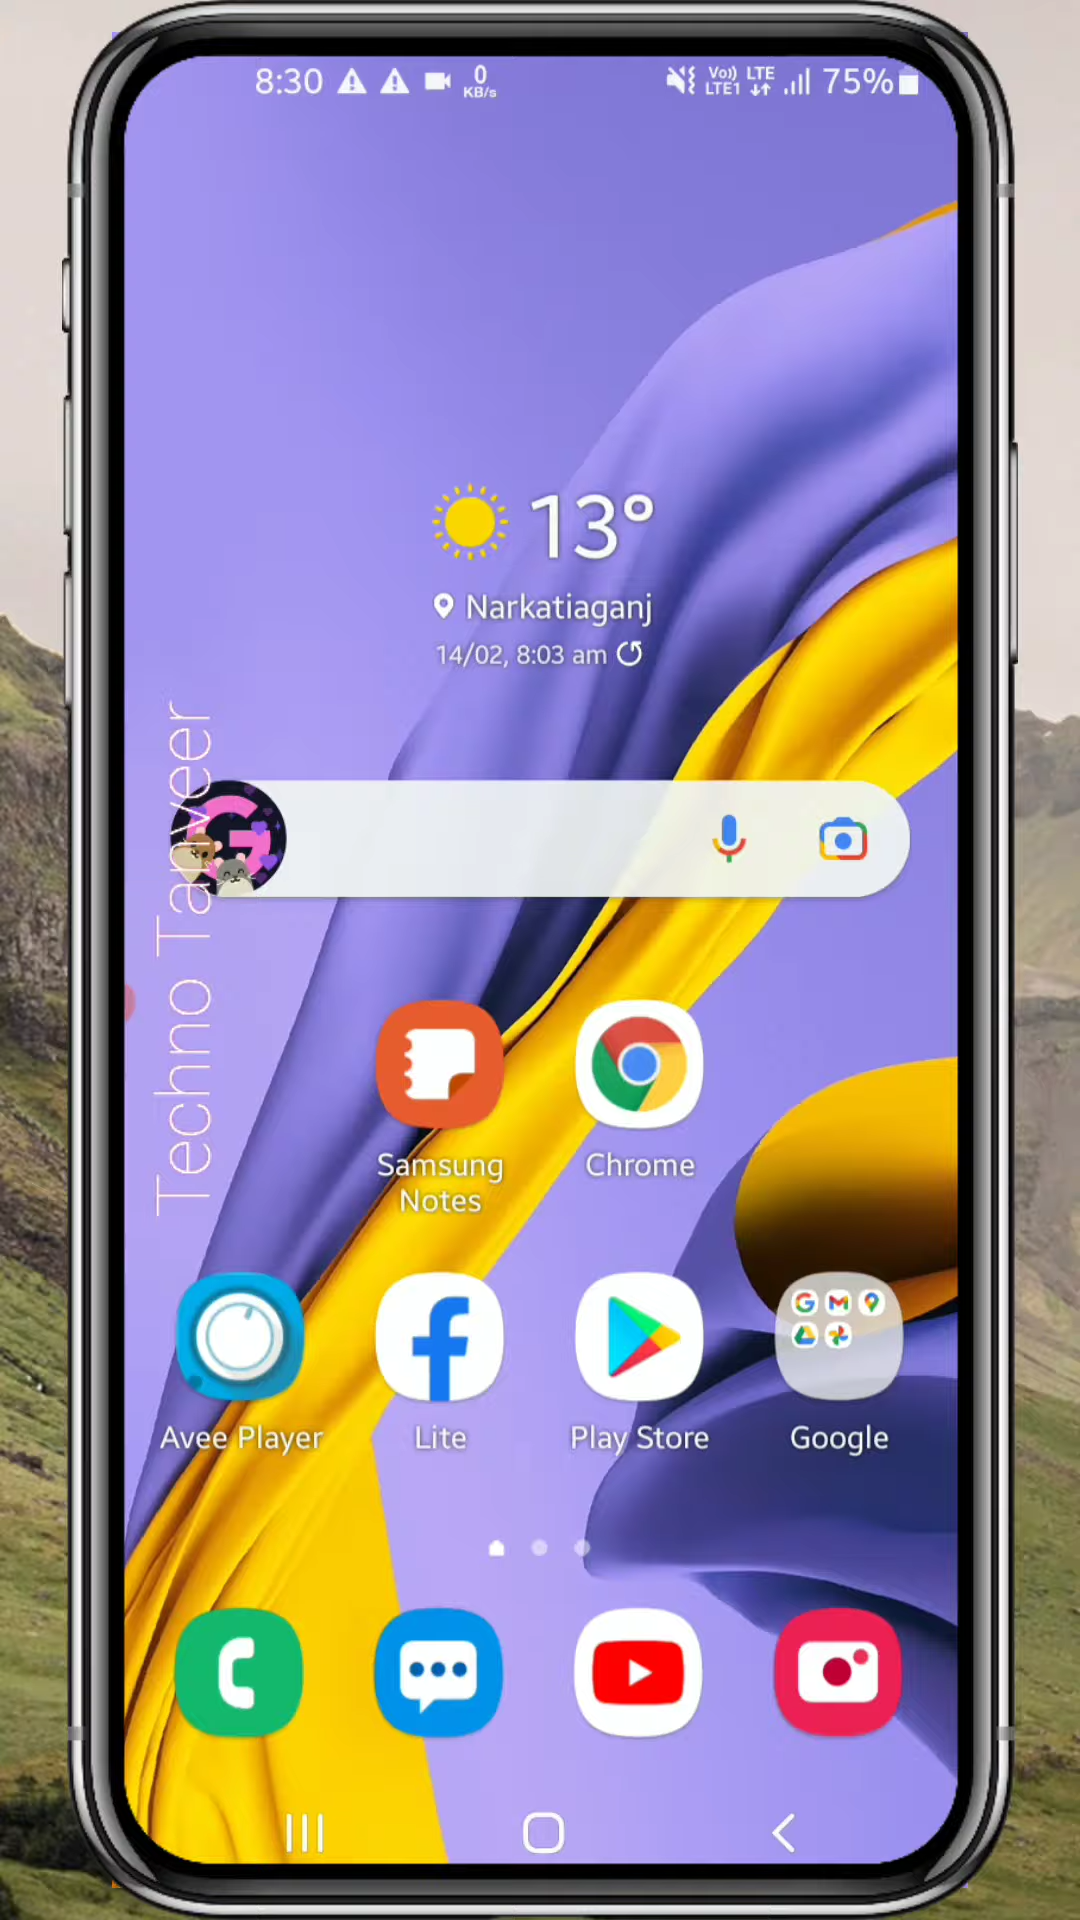 8:30
0
KB/s
Vo))
LTE1
LTE
75%
13°
Narkatiaganj
14/02, 8:03 am
Techno Tanveer
Samsung
Notes
Chrome
Avee Player
Lite
Play Store
Google